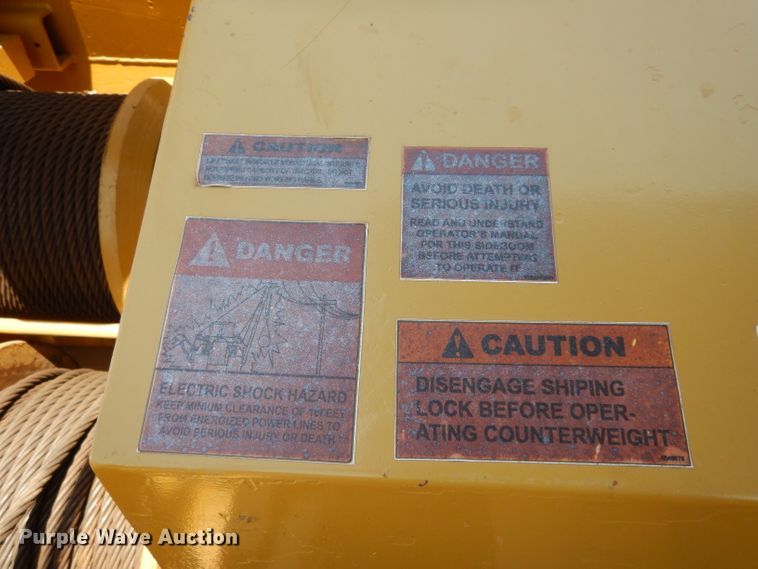 CAUTION
DANGER
AVOID DEATH OR
SERIOUS INJURY
READ AND UNDERSTAND
OPERATOR'S MANUAL
FOR THIS SIDEBOOM
BEFORE ATTEMPTING
TO OPERATE IT
DANGER
ELECTRIC SHOCK HAZARD
KEEP MINIUM CLEARANCE OF FEET
FROM ENERGIZED POWER LINES TO
AVOID SERIOUS INJURY OR DEATH
CAUTION
DISENGAGE SHIPING
LOCK BEFORE OPER-
ATING COUNTERWEIGHT
Purple Wave Auction